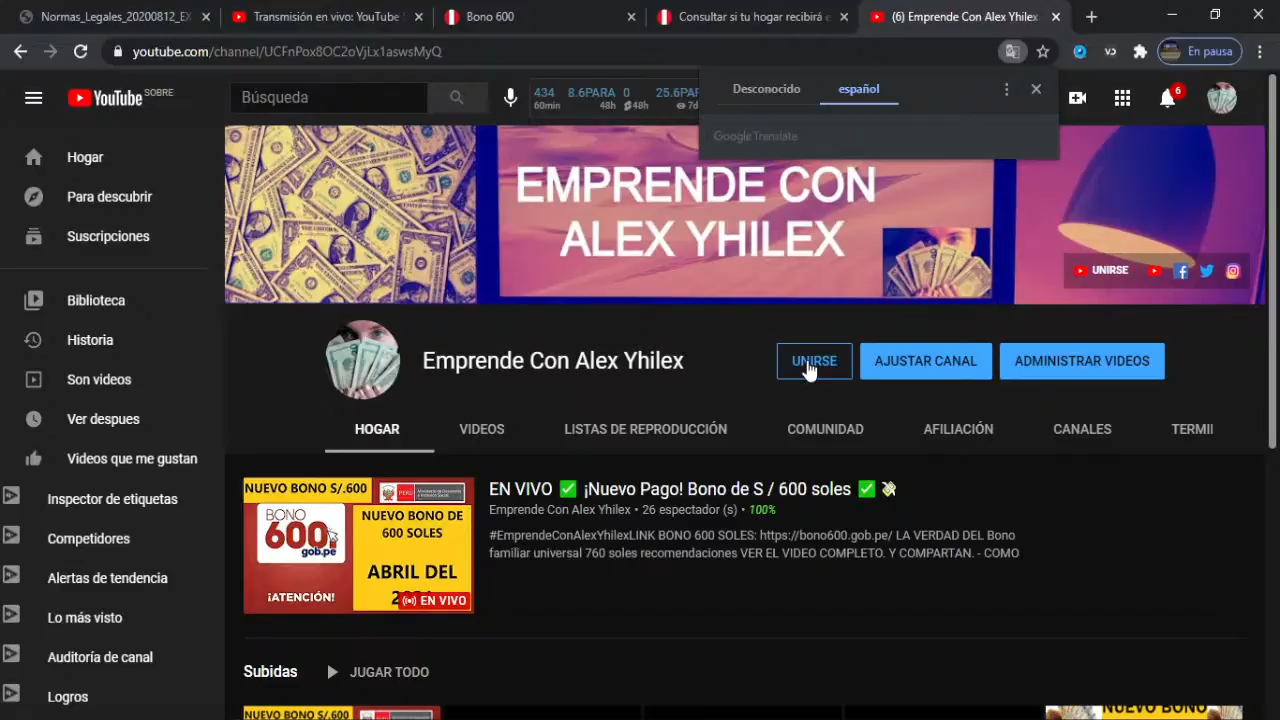 Normas_Legales_20200812_EX
Transmisión en vivo: YouTube S
Bono 600
Consultar si tu hogar recibirá e
(6) Emprende Con Alex Yhilex
youtube.com/channel/UCFnPox8OC2oVjLx1aswsMyQ
En pausa
YouTube SOBRE
Búsqueda
434 8.6PARA 0 25.6PAR
60min 48h 48h 7d
Desconocido español
Google Translate
6
Hogar
Para descubrir
Suscripciones
Biblioteca
Historia
Son videos
Ver despues
Videos que me gustan
Inspector de etiquetas
Competidores
Alertas de tendencia
Lo más visto
Auditoría de canal
Logros
EMPRENDE CON
ALEX YHILEX
UNIRSE
Emprende Con Alex Yhilex
UNIRSE AJUSTAR CANAL ADMINISTRAR VIDEOS
HOGAR VIDEOS LISTAS DE REPRODUCCIÓN COMUNIDAD AFILIACIÓN CANALES TERMI
NUEVO BONO S/.600
PERÚ
BONO
600
gob.pe
¡ATENCIÓN!
NUEVO BONO DE
600 SOLES
ABRIL DEL
EN VIVO
EN VIVO ✅ ¡Nuevo Pago! Bono de S / 600 soles ✅ 💸
Emprende Con Alex Yhilex • 26 espectador (s) • 100%
#EmprendeConAlexYhilexLINK BONO 600 SOLES: https://bono600.gob.pe/ LA VERDAD DEL Bono
familiar universal 760 soles recomendaciones VER EL VIDEO COMPLETO. Y COMPARTAN. - COMO
Subidas JUGAR TODO
NUEVO BONO S/.600
NUEVO BONO